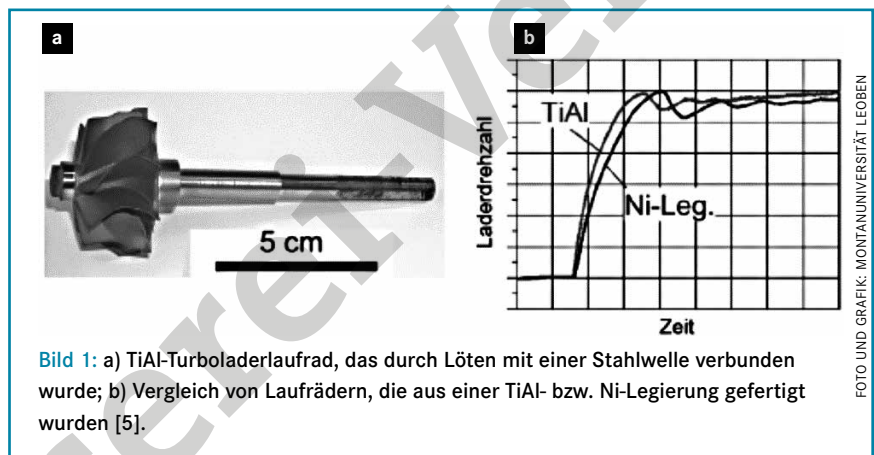 a
b
TiAl
Ni-Leg.
5 cm
Laderdrehzahl
Zeit
FOTO UND GRAFIK: MONTANUNIVERSITÄT LEOBEN
Bild 1: a) TiAl-Turboladerlaufrad, das durch Löten mit einer Stahlwelle verbunden
wurde; b) Vergleich von Laufrädern, die aus einer TiAl- bzw. Ni-Legierung gefertigt
wurden [5].